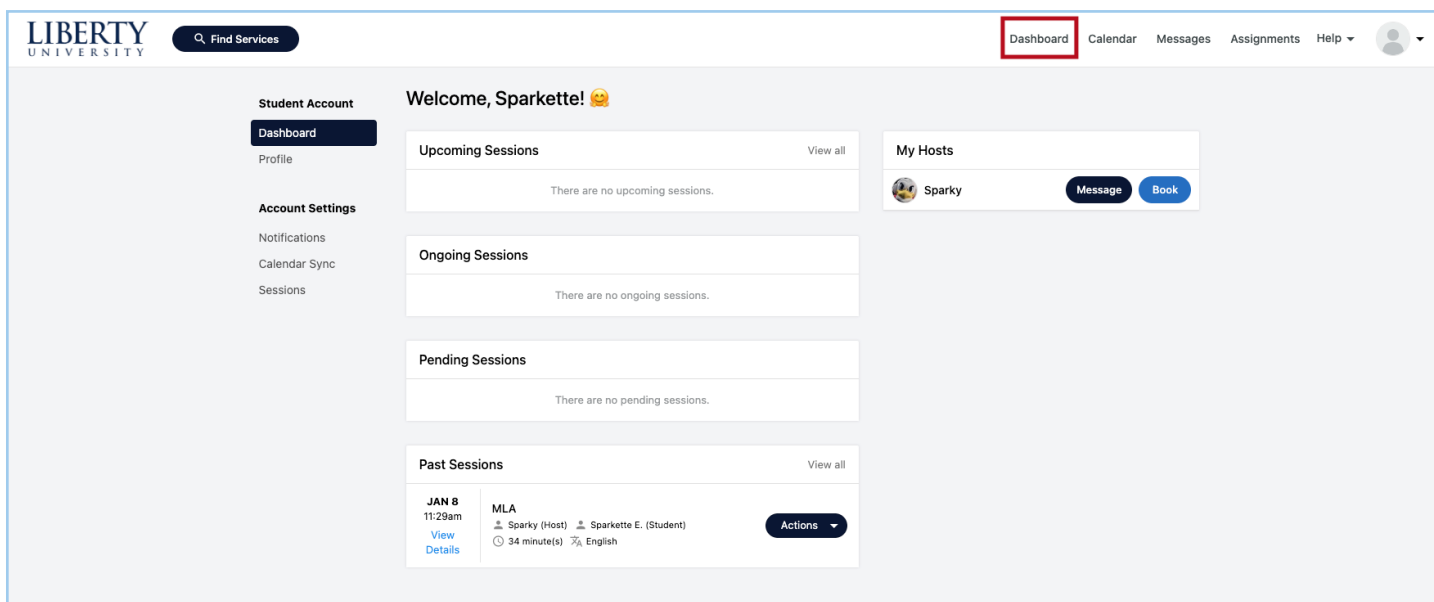 LIBERTY
UNIVERSITY
Find Services
Dashboard
Calendar
Messages
Assignments
Help
Student Account
Dashboard
Profile
Account Settings
Notifications
Calendar Sync
Sessions
Welcome, Sparkette! 🤗
Upcoming Sessions View all
There are no upcoming sessions.
Ongoing Sessions
There are no ongoing sessions.
Pending Sessions
There are no pending sessions.
Past Sessions View all
JAN 8
11:29am
View
Details
MLA
Sparky (Host) Sparkette E. (Student)
34 minute(s) English
Actions
My Hosts
Sparky Message Book